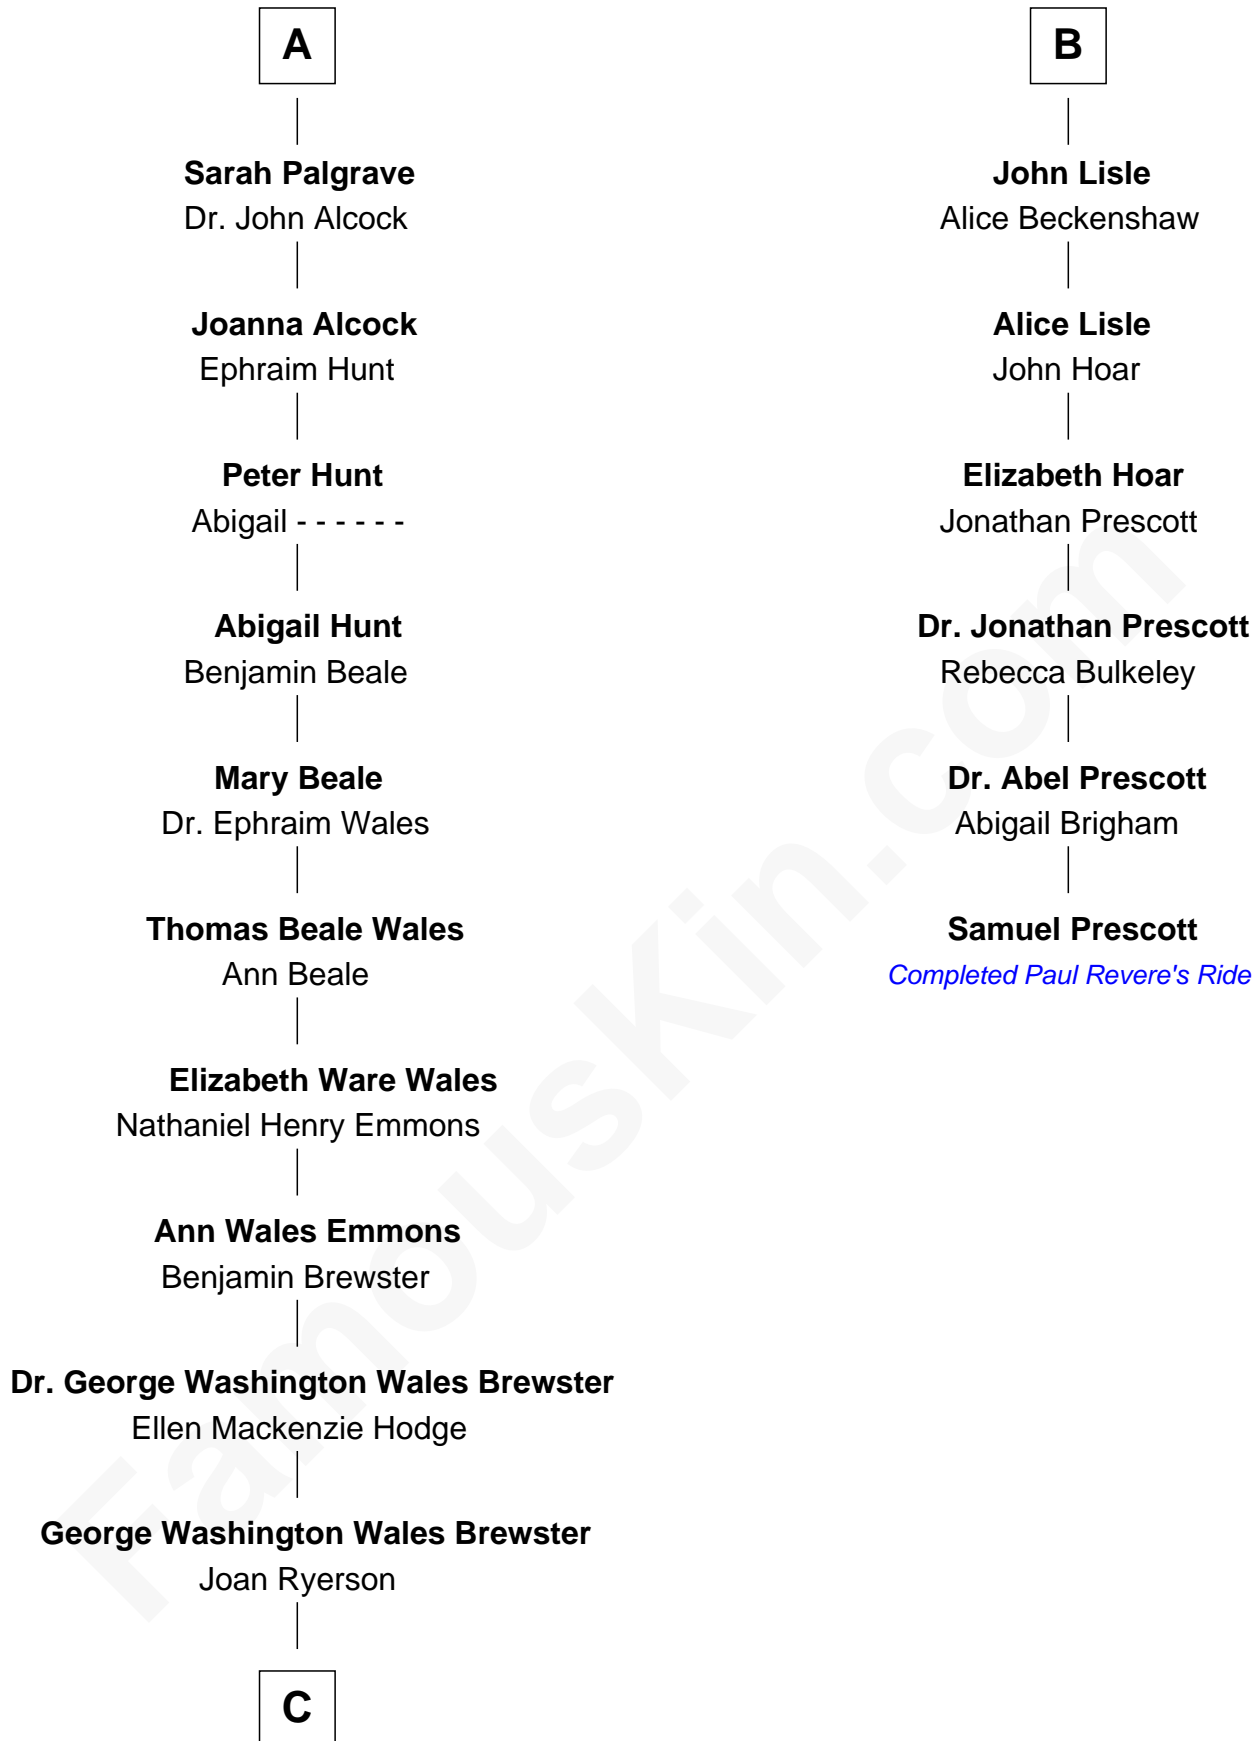 A
Sarah Palgrave
Dr. John Alcock
Joanna Alcock
Ephraim Hunt
Peter Hunt
Abigail - - - - - -
Abigail Hunt
Benjamin Beale
Mary Beale
Dr. Ephraim Wales
Thomas Beale Wales
Ann Beale
Elizabeth Ware Wales
Nathaniel Henry Emmons
Ann Wales Emmons
Benjamin Brewster
Dr. George Washington Wales Brewster
Ellen Mackenzie Hodge
George Washington Wales Brewster
Joan Ryerson
C
B
John Lisle
Alice Beckenshaw
Alice Lisle
John Hoar
Elizabeth Hoar
Jonathan Prescott
Dr. Jonathan Prescott
Rebecca Bulkeley
Dr. Abel Prescott
Abigail Brigham
Samuel Prescott
Completed Paul Revere's Ride
FamousKin.com